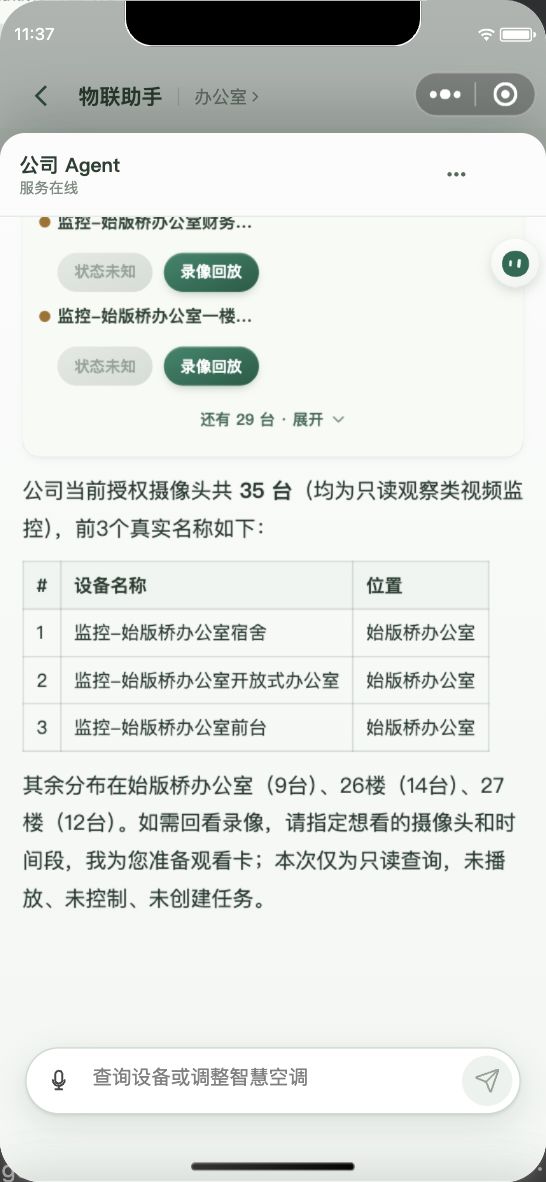 11:37
物联助手 办公室
公司 Agent
服务在线
监控-始版桥办公室财务...
状态未知 录像回放
监控-始版桥办公室一楼...
状态未知 录像回放
还有 29 台 · 展开
公司当前授权摄像头共 35 台（均为只读观察类视频监
控），前3个真实名称如下：
# 设备名称 位置
1 监控-始版桥办公室宿舍 始版桥办公室
2 监控-始版桥办公室开放式办公室 始版桥办公室
3 监控-始版桥办公室前台 始版桥办公室
其余分布在始版桥办公室（9台）、26楼（14台）、27
楼（12台）。如需回看录像，请指定想看的摄像头和时
间段，我为您准备观看卡；本次仅为只读查询，未播
放、未控制、未创建任务。
查询设备或调整智慧空调